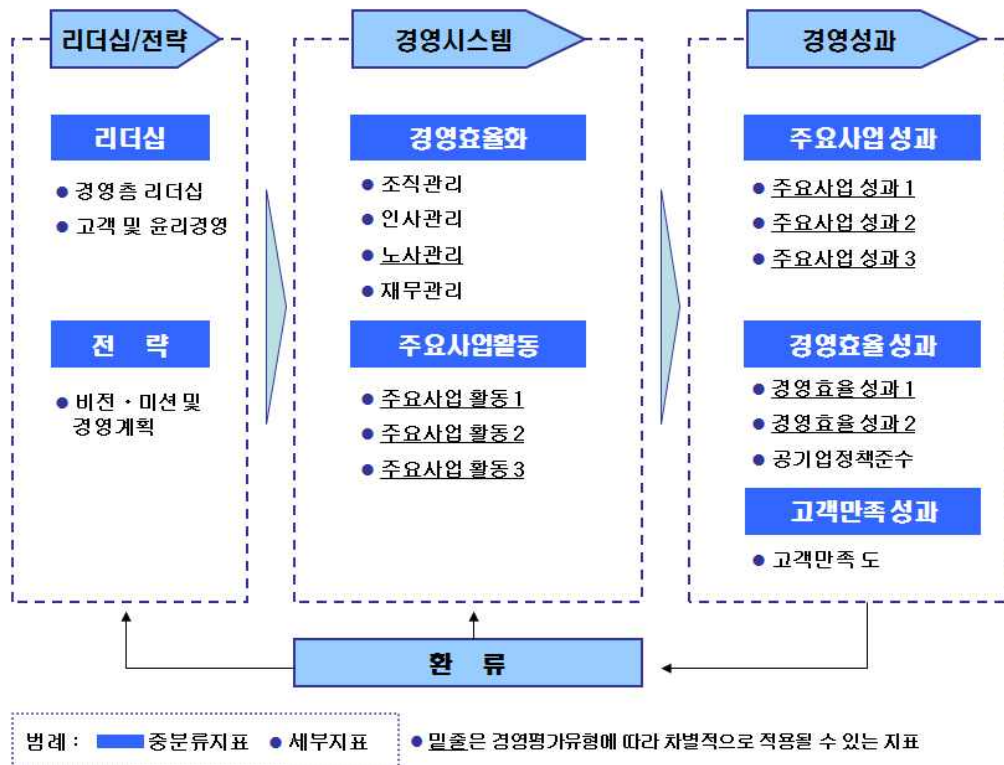 리더십/전략
리더십
● 경영층 리더십
● 고객 및 윤리경영
전 략
● 비전・미션 및
경영계획
경영시스템
경영효율화
● 조직관리
● 인사관리
● 노사관리
● 재무관리
주요사업활동
● 주요사업 활동 1
● 주요사업 활동 2
● 주요사업 활동 3
경영성과
주요사업 성과
● 주요사업 성과 1
● 주요사업 성과 2
● 주요사업 성과 3
경영효율 성과
● 경영효율 성과 1
● 경영효율 성과 2
● 공기업정책준수
고객만족 성과
● 고객만족 도
환 류
범례 : 중분류지표 ● 세부지표 ● 밑줄은 경영평가유형에 따라 차별적으로 적용될 수 있는 지표